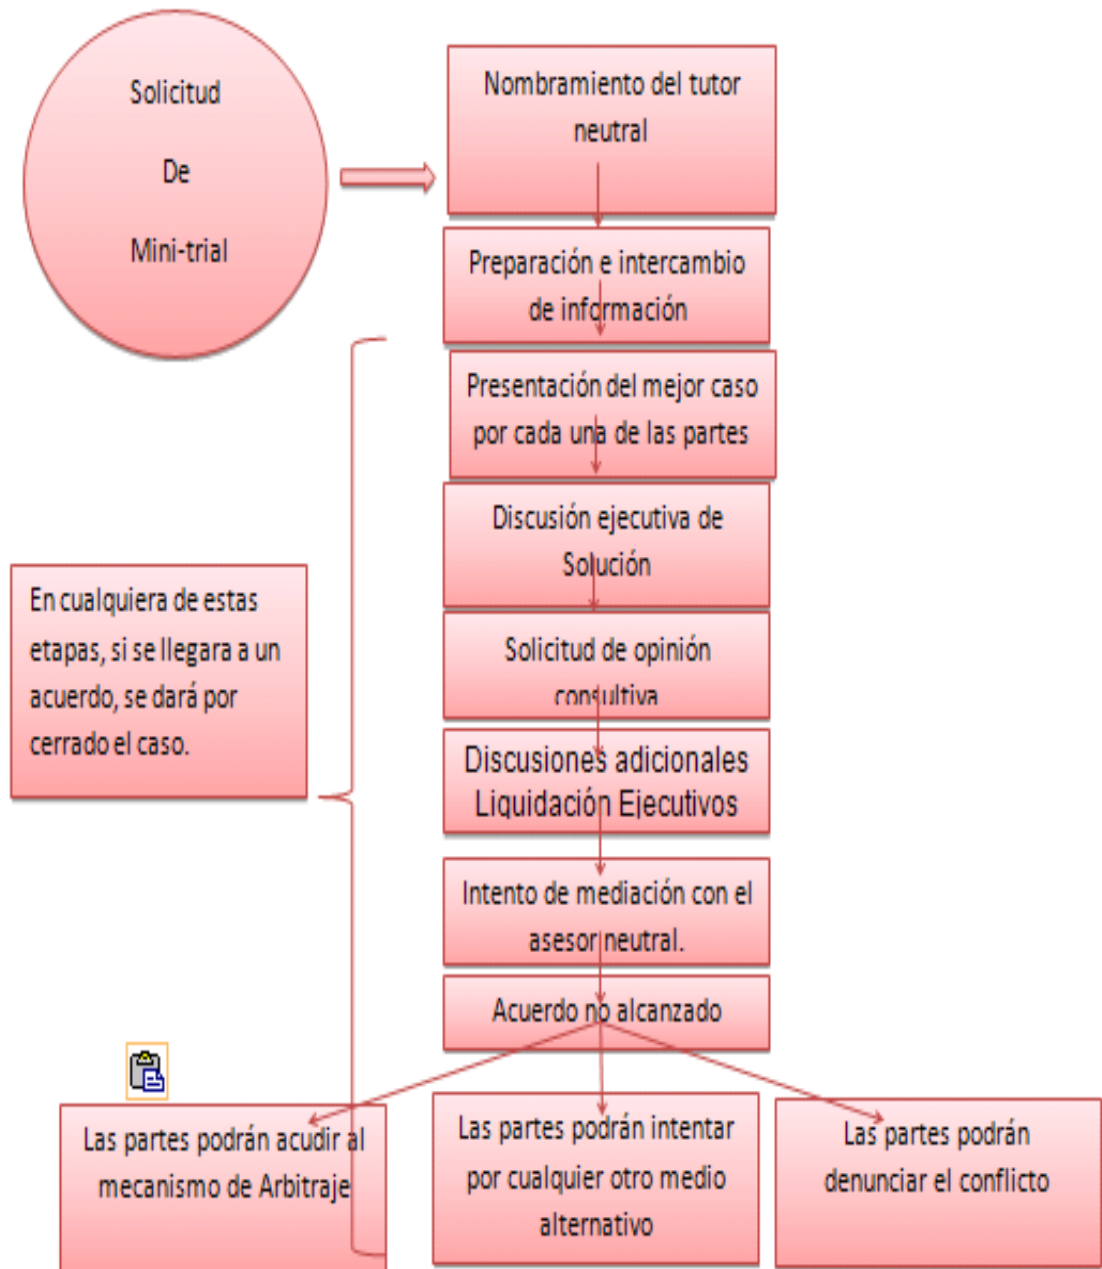 Solicitud
De
Mini-trial
Nombramiento del tutor
neutral
Preparación e intercambio
de información
Presentación del mejor caso
por cada una de las partes
Discusión ejecutiva de
Solución
Solicitud de opinión
consultiva
Discusiones adicionales
Liquidación Ejecutivos
Intento de mediación con el
asesor neutral.
Acuerdo no alcanzado
En cualquiera de estas
etapas, si se llegara a un
acuerdo, se dará por
cerrado el caso.
Las partes podrán acudir al
mecanismo de Arbitraje
Las partes podrán intentar
por cualquier otro medio
alternativo
Las partes podrán
denunciar el conflicto